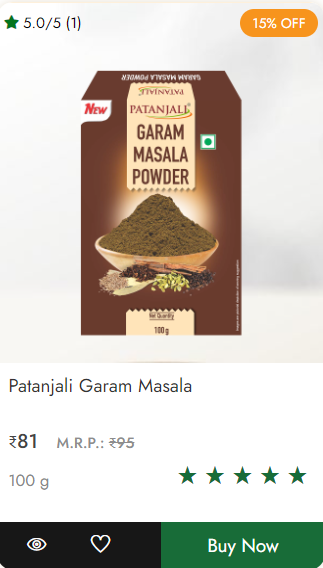 5.0/5 (1)
15% OFF
GARAM MASALA POWDER
PATANJALI
New
PATANJALI
GARAM
MASALA
POWDER
Net Quantity
100 g
Patanjali Garam Masala
₹81 M.R.P.: ₹95
100 g
Buy Now